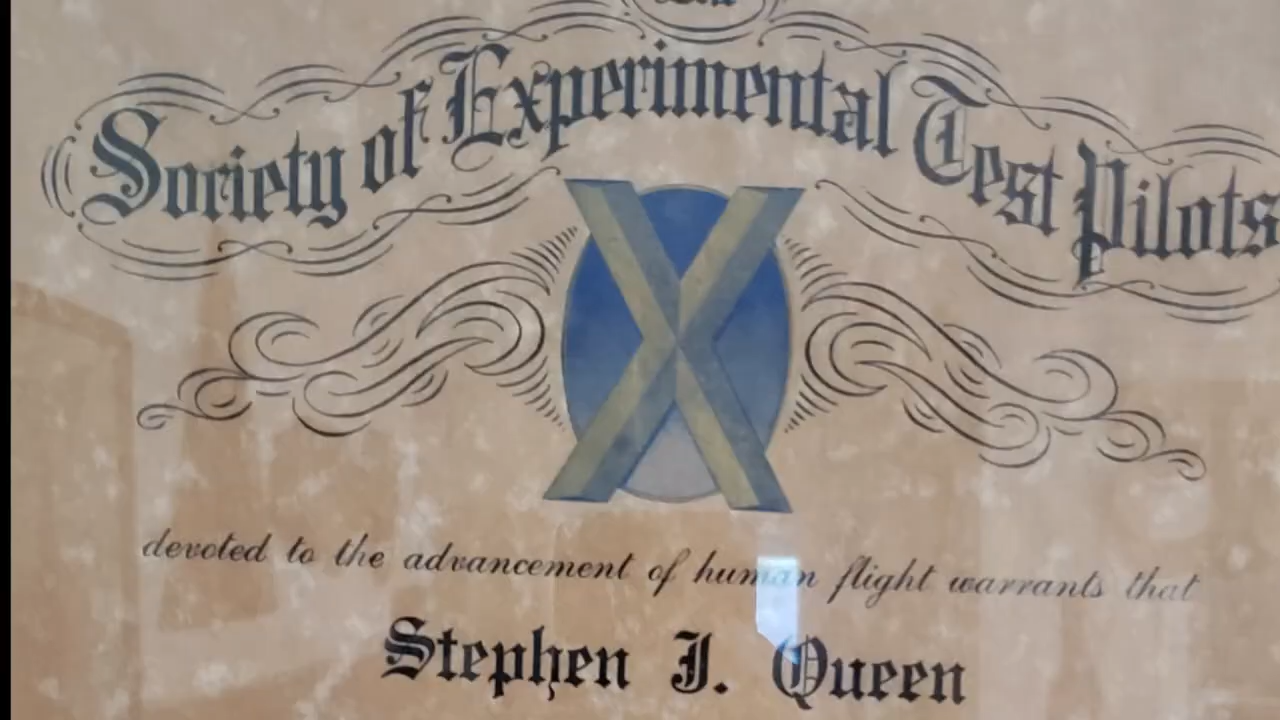 Society of Experimental Test Pilots
X
devoted to the advancement of human flight warrants that
Stephen J. Queen